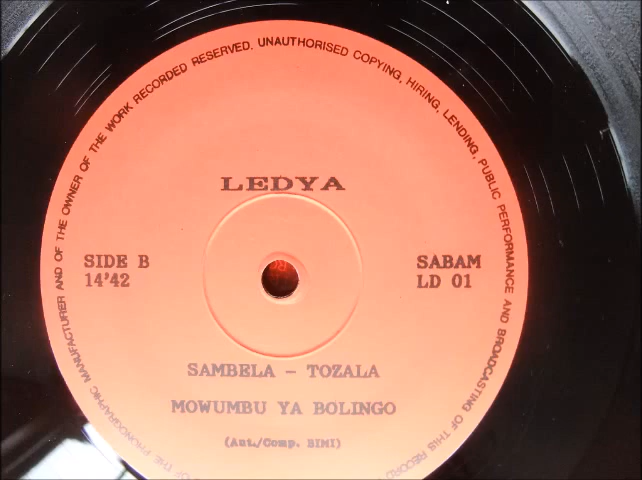 OF THE PHONOGRAPHIC MANUFACTURER AND OF THE OWNER OF THE WORK RECORDED RESERVED. UNAUTHORISED COPYING, HIRING, LENDING, PUBLIC PERFORMANCE AND BROADCASTING OF THIS RECORD
LEDYA
SIDE B
14'42
SABAM
LD 01
SAMBELA - TOZALA
MOWUMBU YA BOLINGO
(Aut./Comp. BIMI)